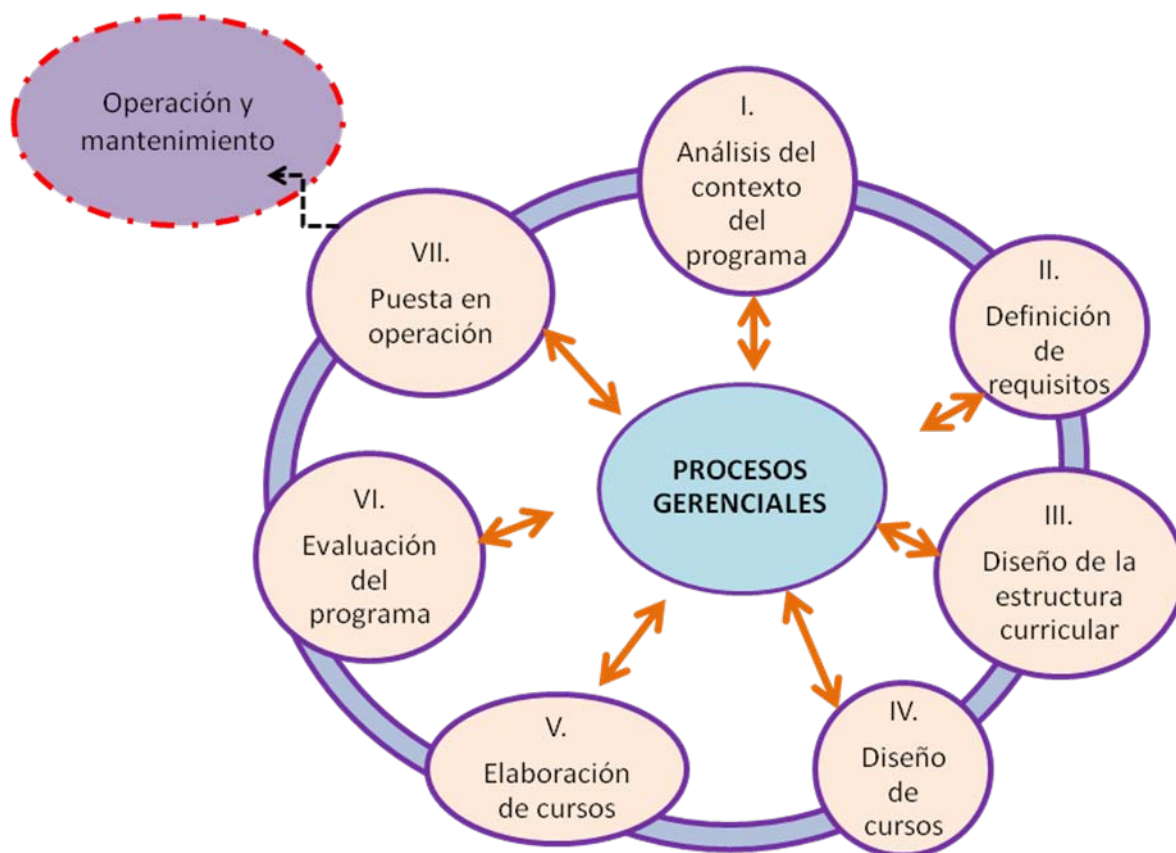 Operación y
mantenimiento
I.
Análisis del
contexto
del
programa
II.
Definición
de
requisitos
III.
Diseño de la
estructura
curricular
IV.
Diseño
de
cursos
V.
Elaboración
de cursos
VI.
Evaluación
del
programa
VII.
Puesta en
operación
PROCESOS
GERENCIALES